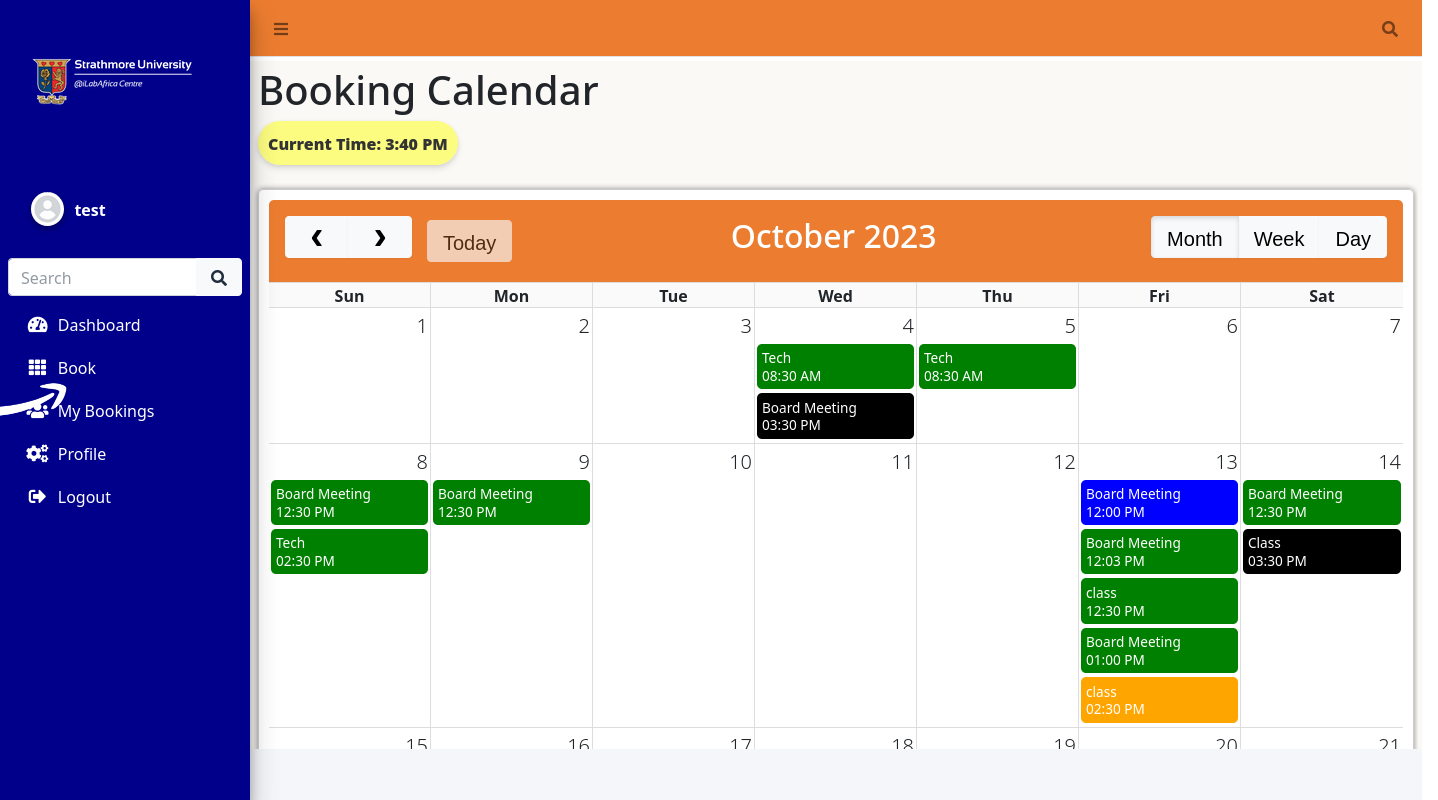 Strathmore University
@iLabAfrica Centre
test
Search
Dashboard
Book
My Bookings
Profile
Logout
Booking Calendar
Current Time: 3:40 PM
Today
October 2023
Month Week Day
Sun Mon Tue Wed Thu Fri Sat
1 2 3 4 5 6 7
Tech
08:30 AM
Board Meeting
03:30 PM
Tech
08:30 AM
8 9 10 11 12 13 14
Board Meeting
12:30 PM
Tech
02:30 PM
Board Meeting
12:30 PM
Board Meeting
12:00 PM
Board Meeting
12:03 PM
class
12:30 PM
Board Meeting
01:00 PM
class
02:30 PM
Board Meeting
12:30 PM
Class
03:30 PM
15 16 17 18 19 20 21